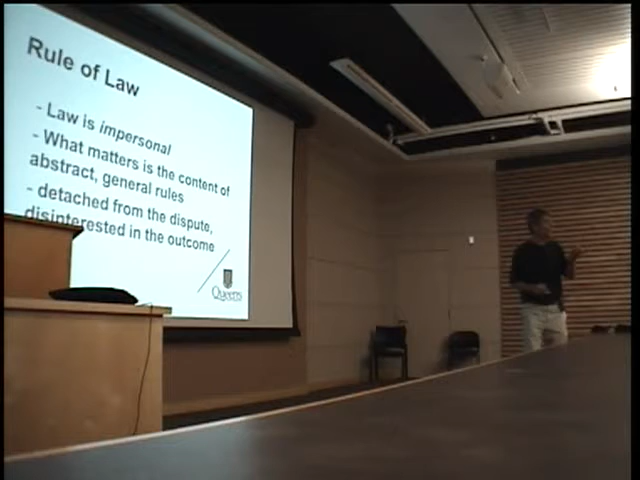 Rule of Law
- Law is impersonal
- What matters is the content of
abstract, general rules
- detached from the dispute,
disinterested in the outcome
Queen's